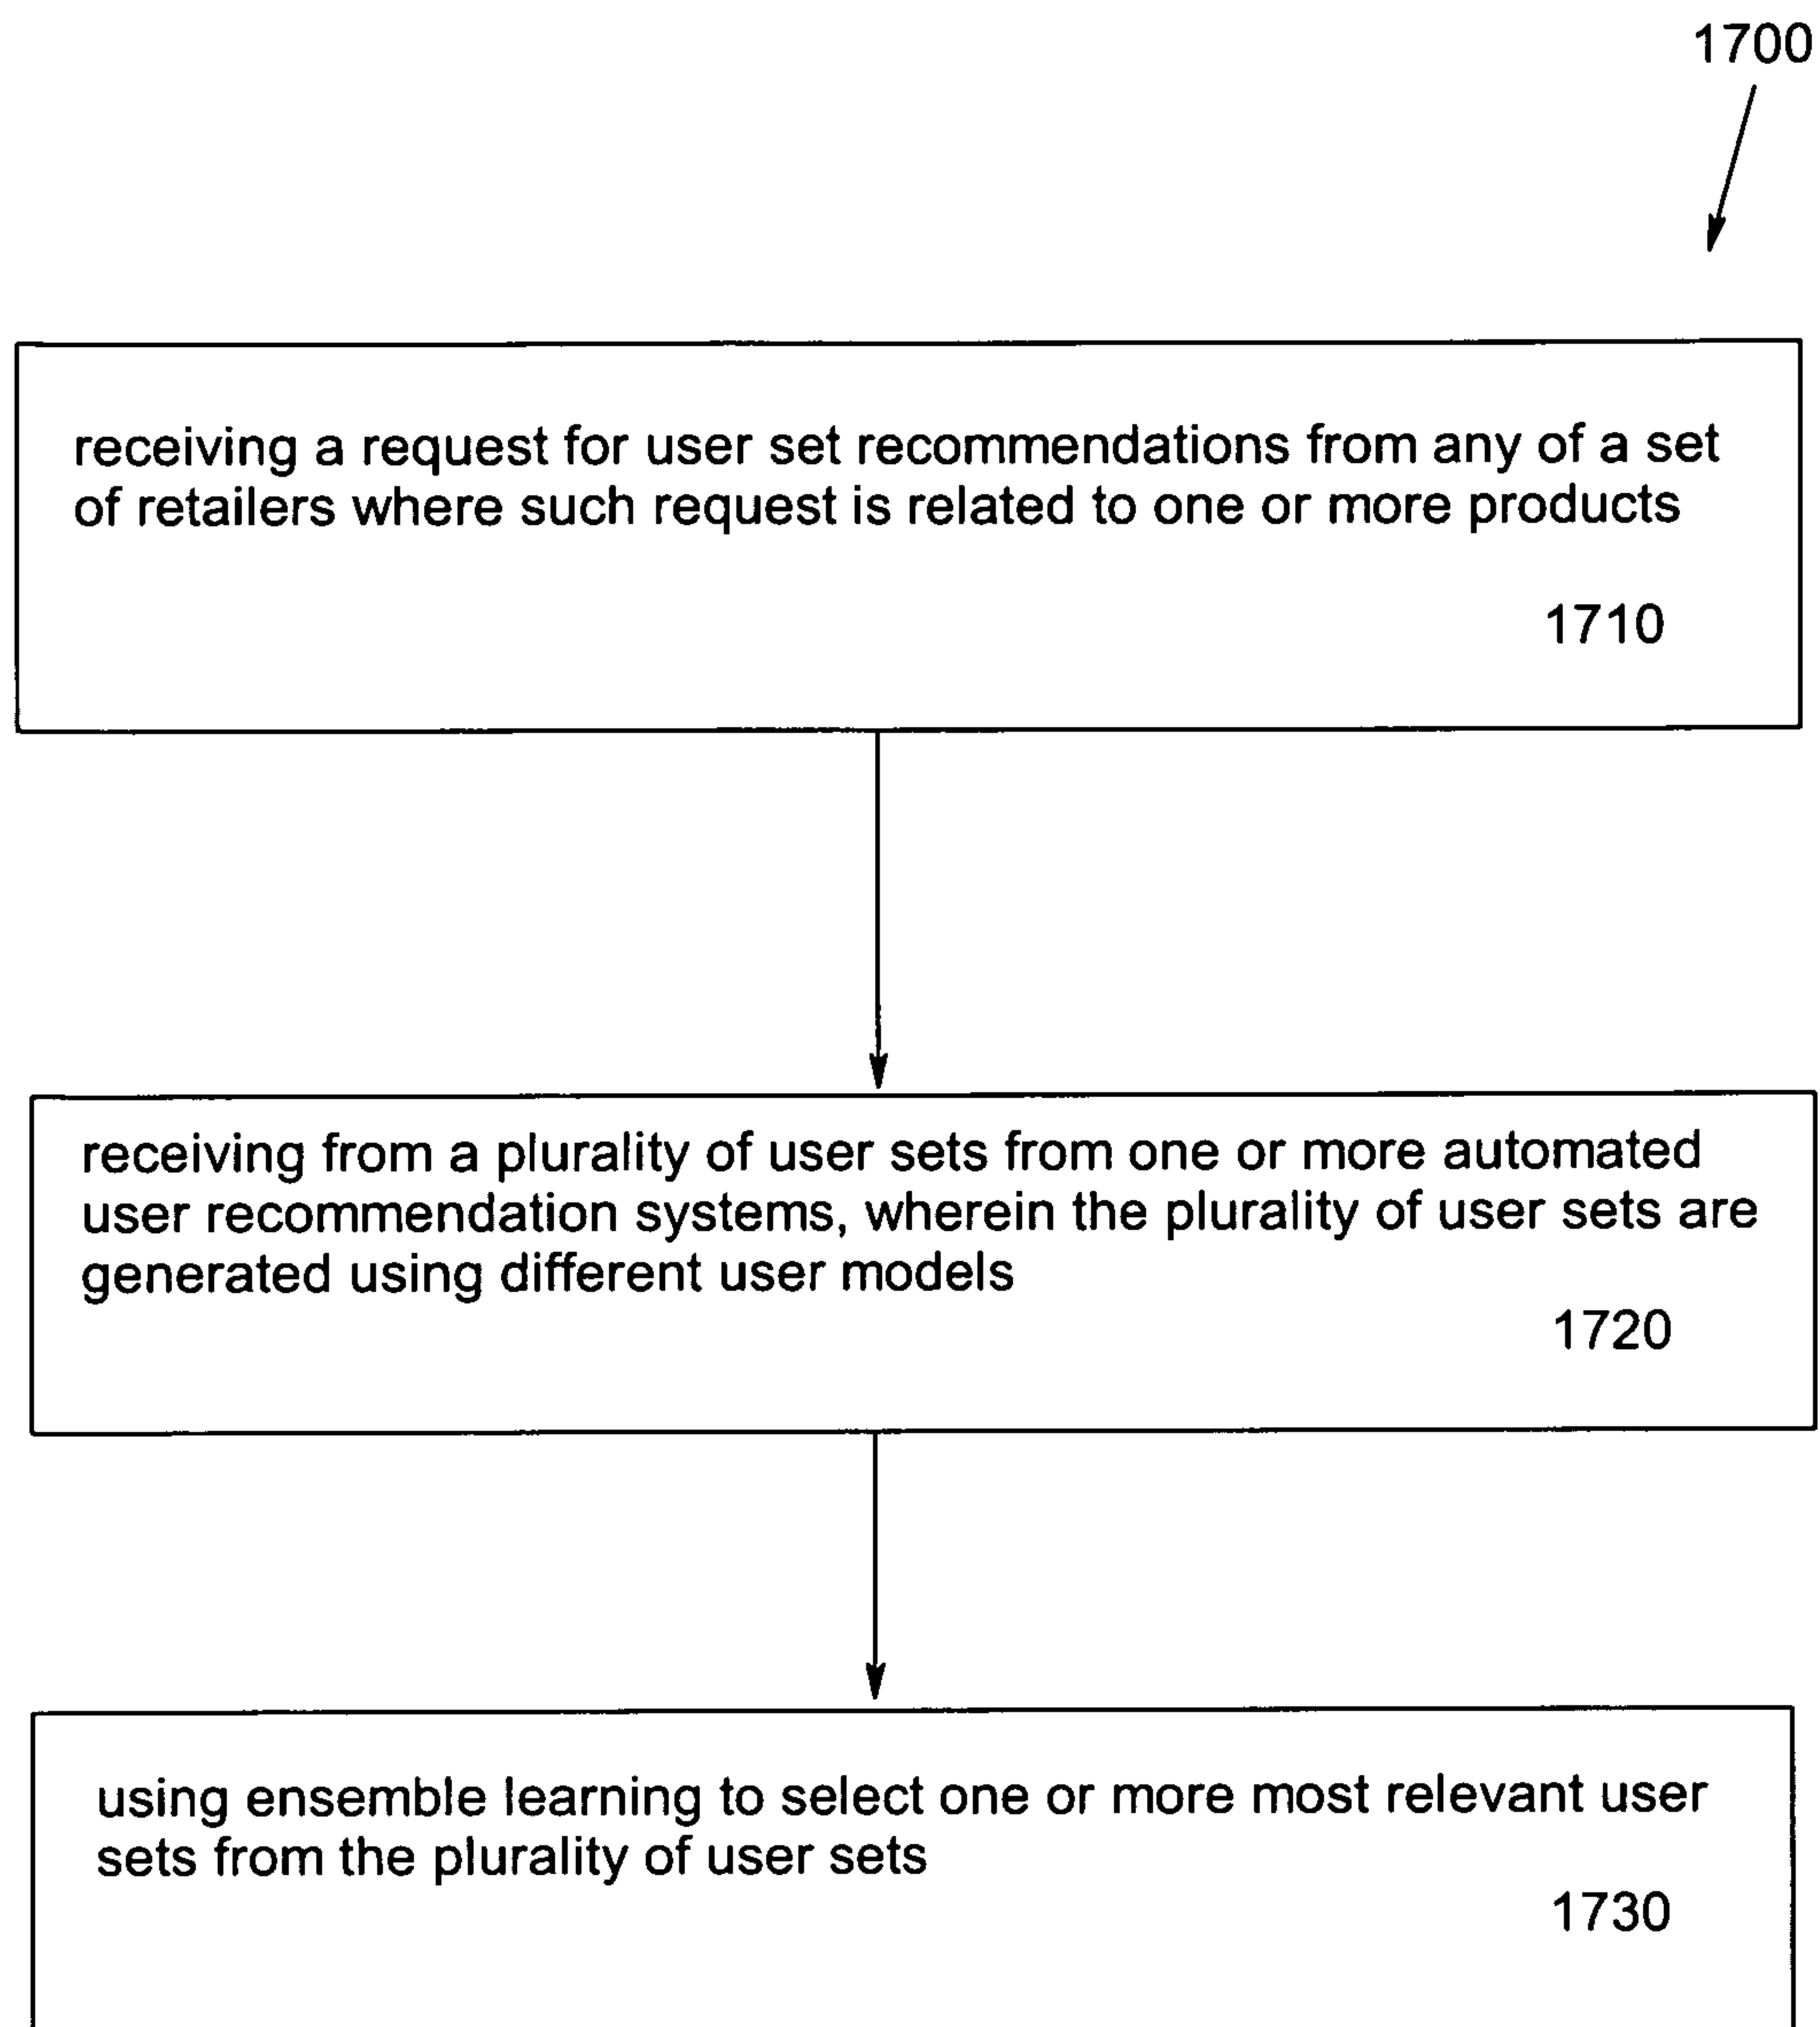 1700
receiving a request for user set recommendations from any of a set
of retailers where such request is related to one or more products
1710
receiving from a plurality of user sets from one or more automated
user recommendation systems, wherein the plurality of user sets are
generated using different user models
1720
using ensemble learning to select one or more most relevant user
sets from the plurality of user sets
1730